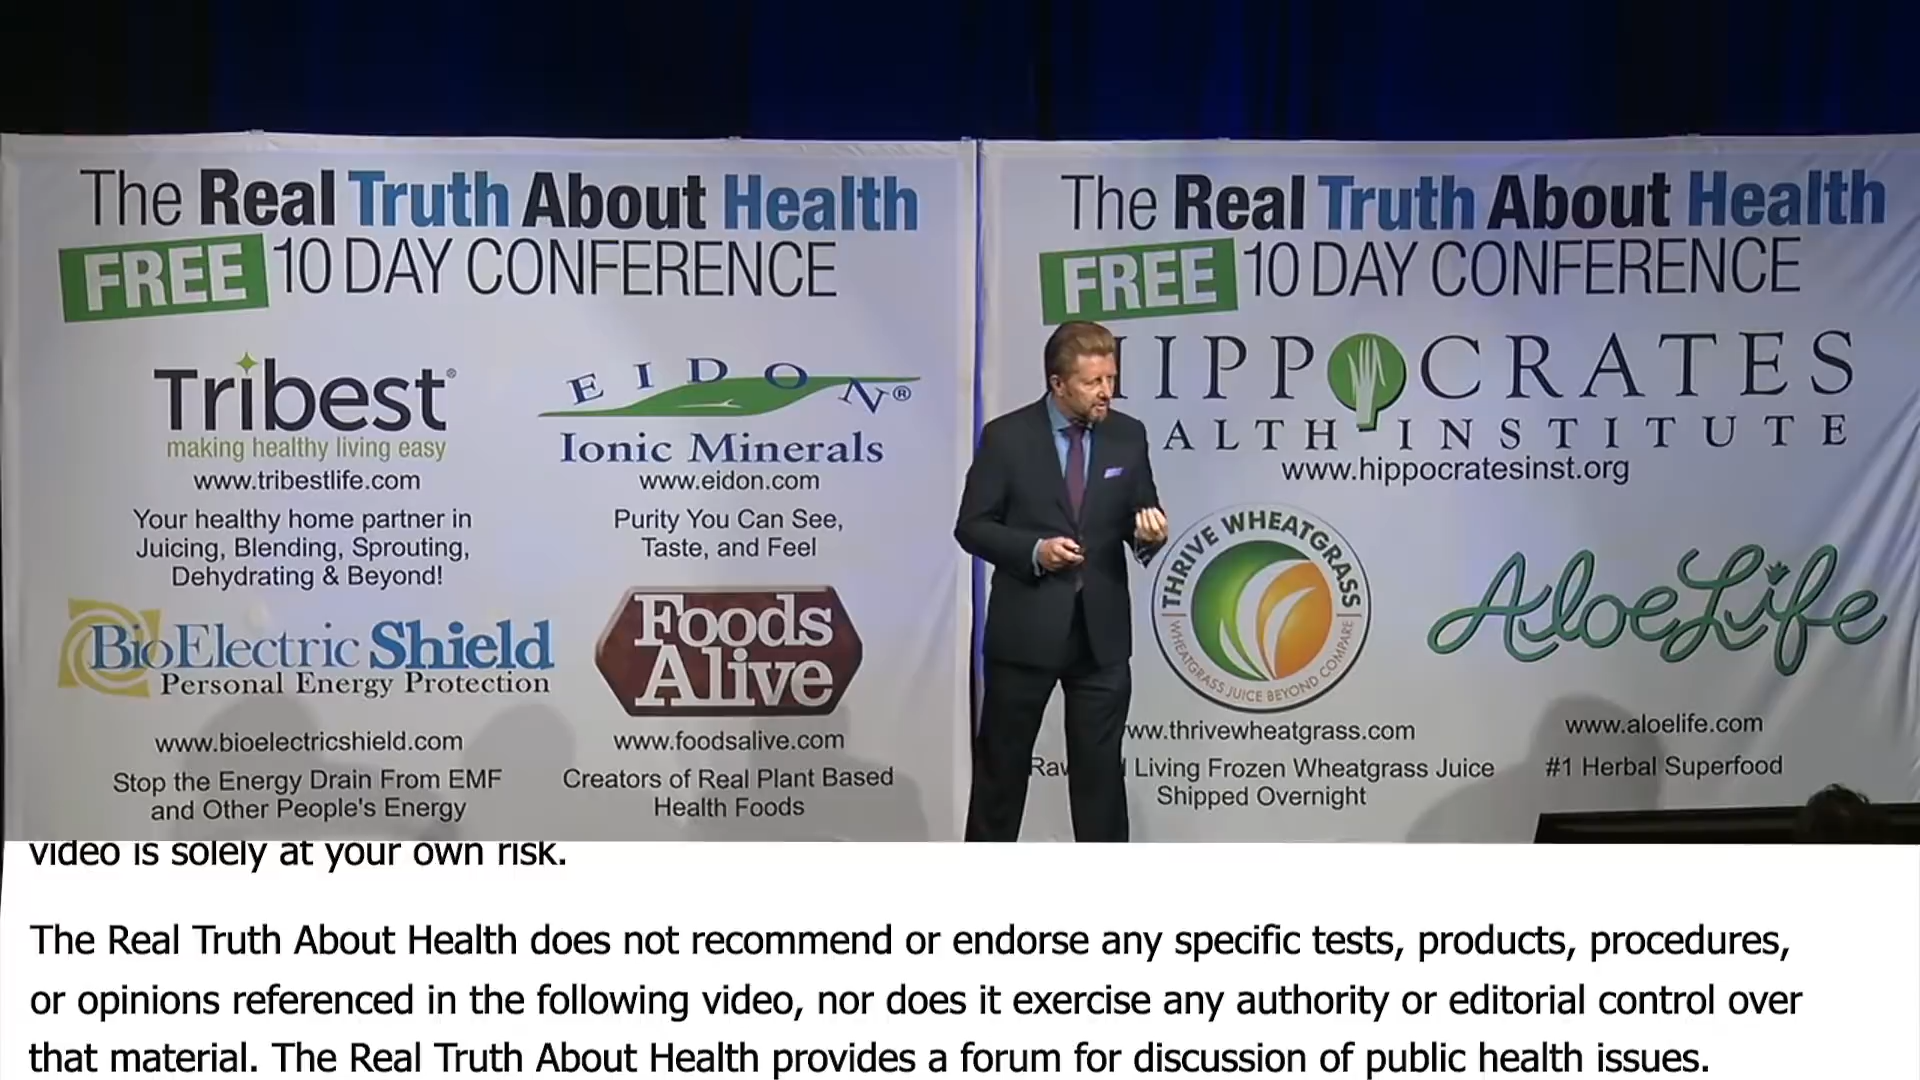 The Real Truth About Health
FREE 10 DAY CONFERENCE
Tribest®
making healthy living easy
www.tribestlife.com
Your healthy home partner in
Juicing, Blending, Sprouting,
Dehydrating & Beyond!
EIDON®
Ionic Minerals
www.eidon.com
Purity You Can See,
Taste, and Feel
BioElectric Shield
Personal Energy Protection
www.bioelectricshield.com
Stop the Energy Drain From EMF
and Other People's Energy
Foods
Alive
www.foodsalive.com
Creators of Real Plant Based
Health Foods
The Real Truth About Health
FREE 10 DAY CONFERENCE
HIPPOCRATES
ALTH INSTITUTE
www.hippocratesinst.org
THRIVE WHEATGRASS
WHEATGRASS JUICE BEYOND COMPARE
ww.thrivewheatgrass.com
Living Frozen Wheatgrass Juice
Shipped Overnight
AloeLife
www.aloelife.com
#1 Herbal Superfood
video is solely at your own risk.
The Real Truth About Health does not recommend or endorse any specific tests, products, procedures,
or opinions referenced in the following video, nor does it exercise any authority or editorial control over
that material. The Real Truth About Health provides a forum for discussion of public health issues.